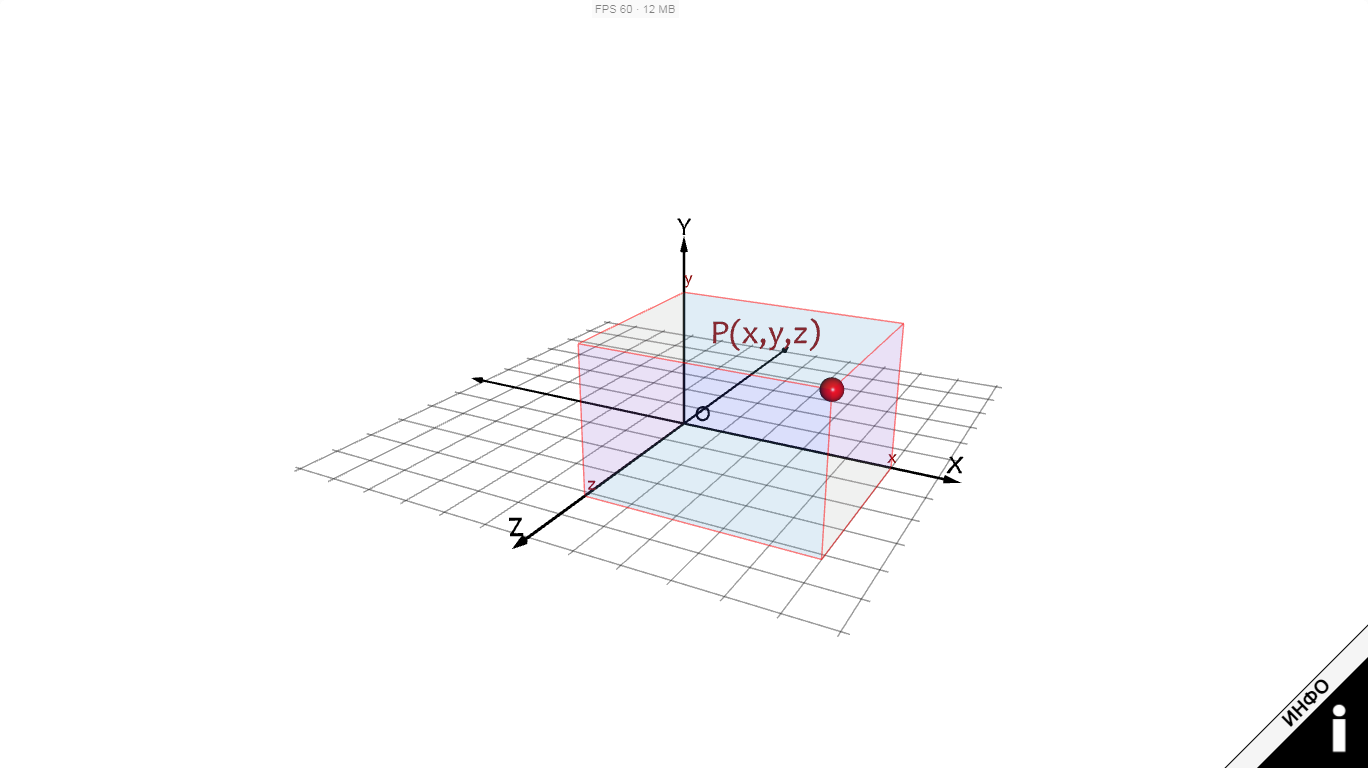 FPS 60 · 12 MB
Y
y
P(x,y,z)
O
x
X
z
Z
ИНФО
i